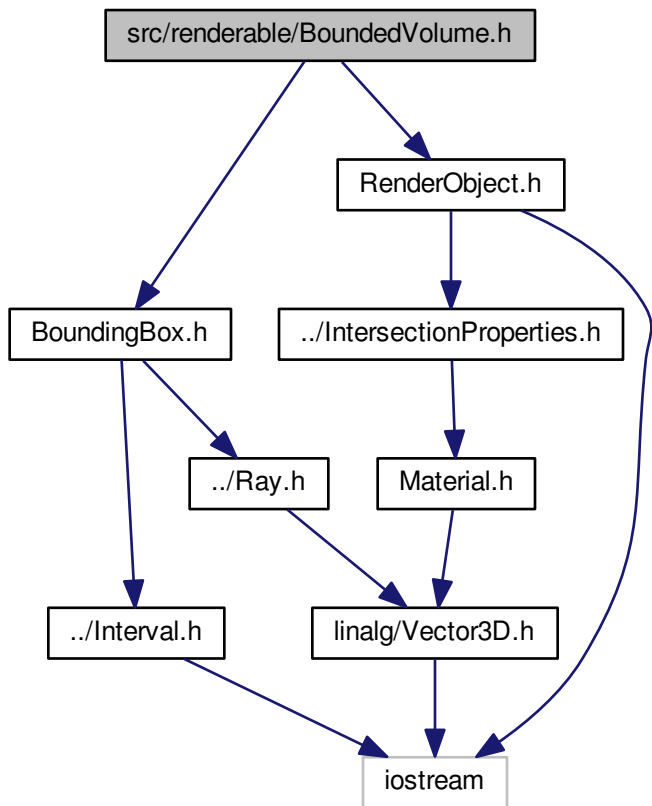 src/renderable/BoundedVolume.h
RenderObject.h
BoundingBox.h
../IntersectionProperties.h
../Ray.h
Material.h
../Interval.h
linalg/Vector3D.h
iostream